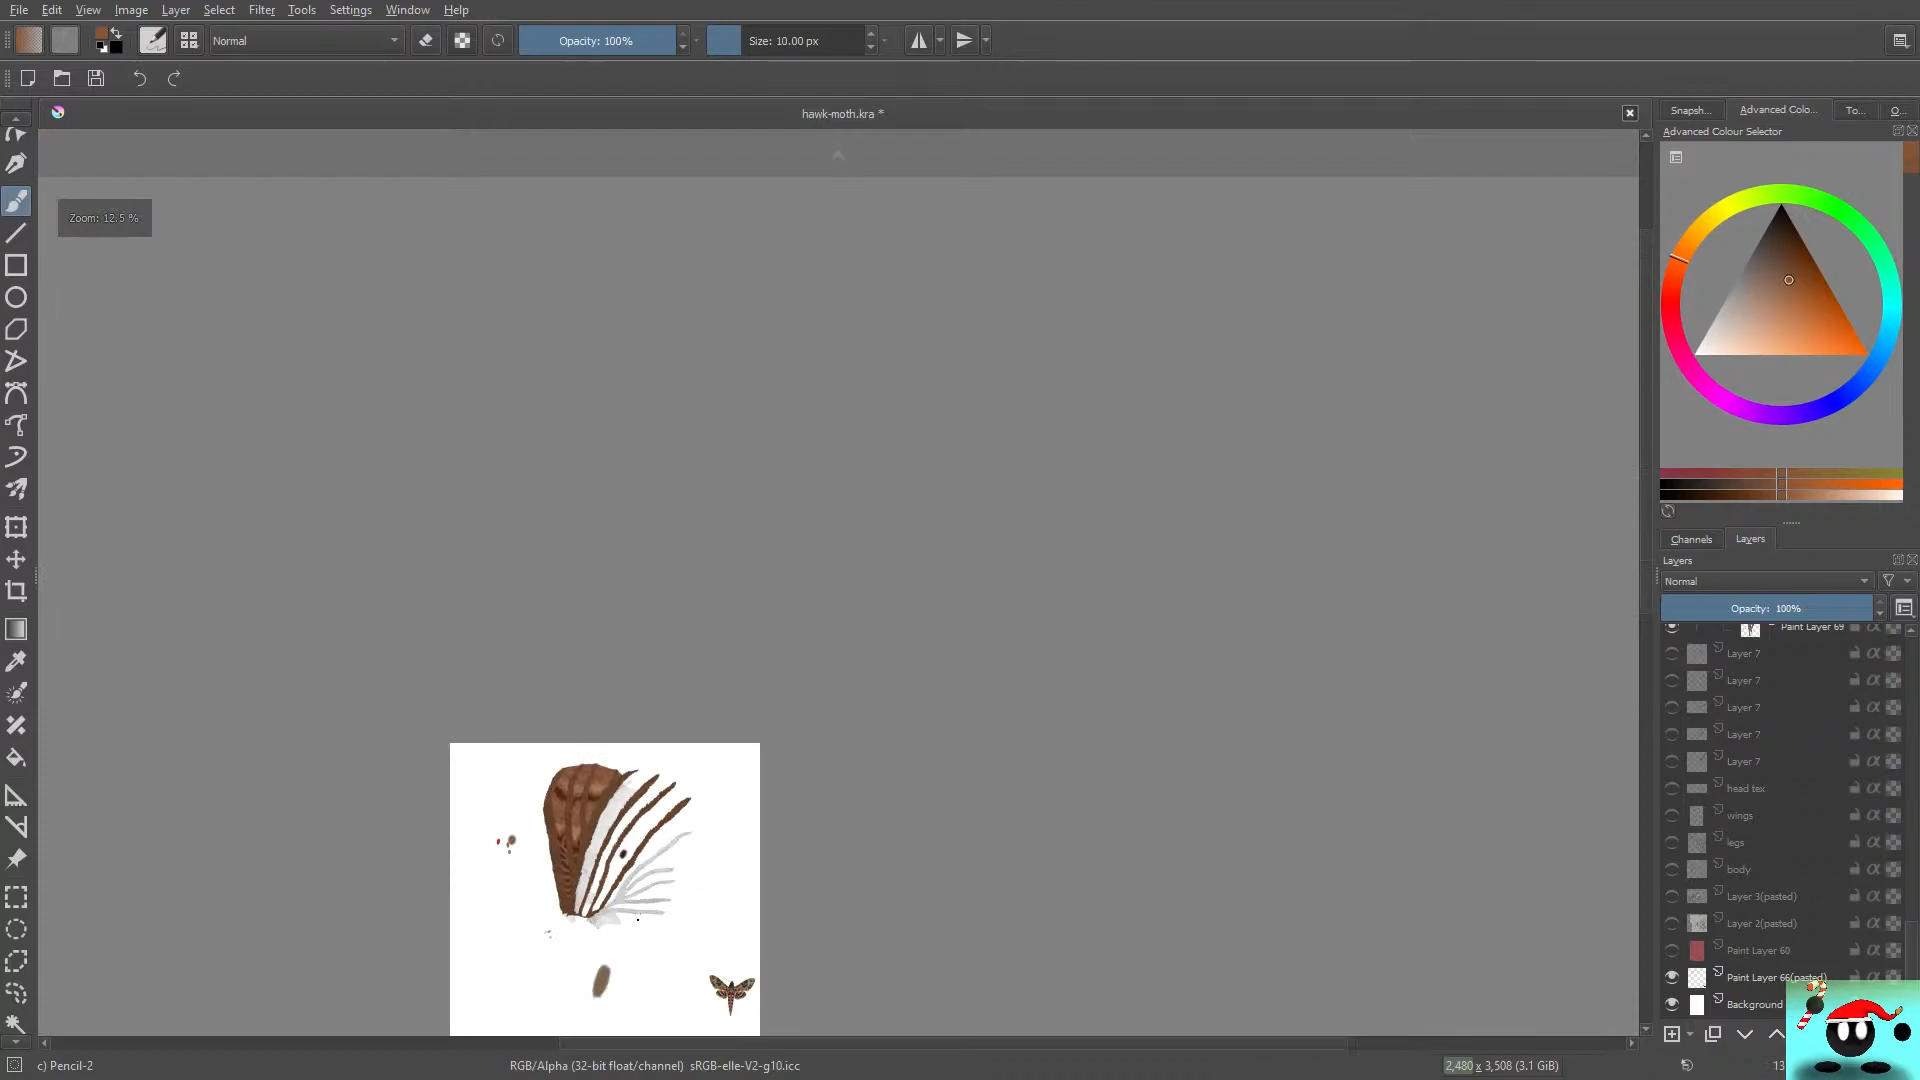 File Edit View Image Layer Select Filter Tools Settings Window Help
Normal
Opacity: 100%
Size: 10.00 px
hawk-moth.kra *
Zoom: 12.5 %
Snapsh... Advanced Colo... To... O...
Advanced Colour Selector
Channels Layers
Layers
Normal
Opacity: 100%
Paint Layer 69
Layer 7
Layer 7
Layer 7
Layer 7
Layer 7
head tex
wings
legs
body
Layer 3(pasted)
Layer 2(pasted)
Paint Layer 60
Paint Layer 66(pasted)
Background
c) Pencil-2
RGB/Alpha (32-bit float/channel) sRGB-elle-V2-g10.icc
2,480 x 3,508 (3.1 GiB)